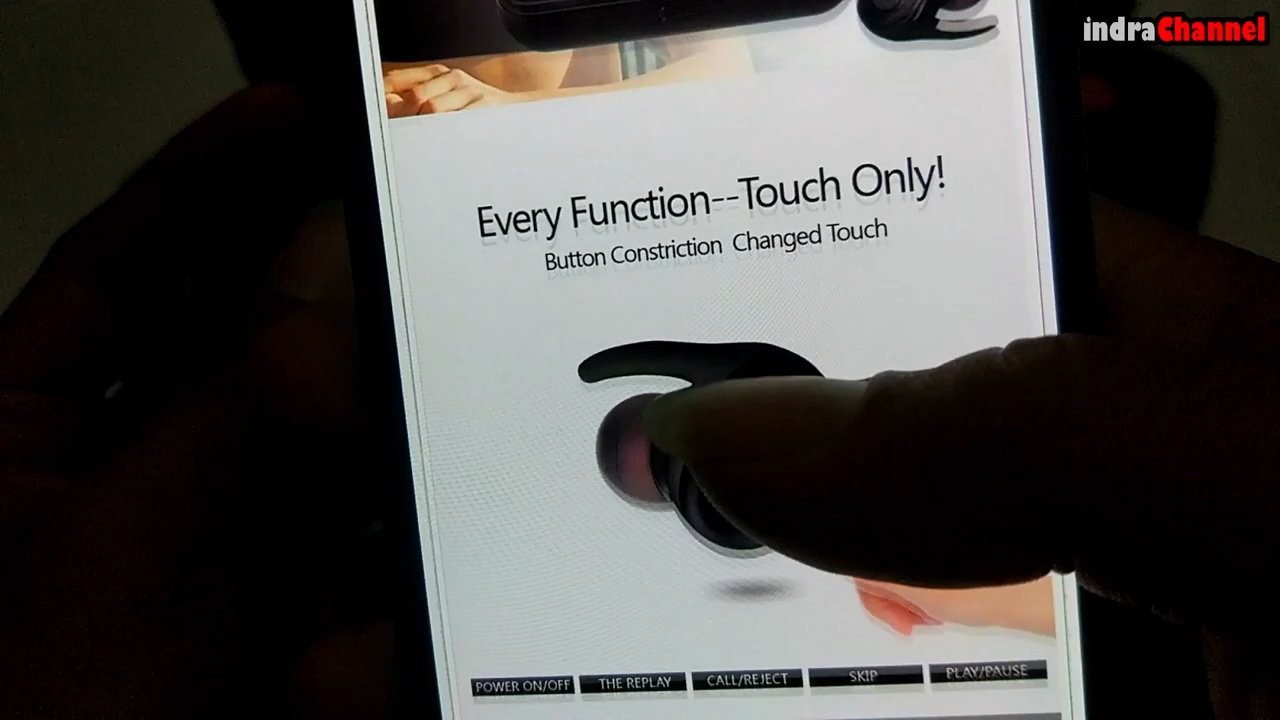 indraChannel
Every Function--Touch Only!
Button Constriction Changed Touch
POWER ON/OFF
THE REPLAY
CALL/REJECT
SKIP
PLAY/PAUSE